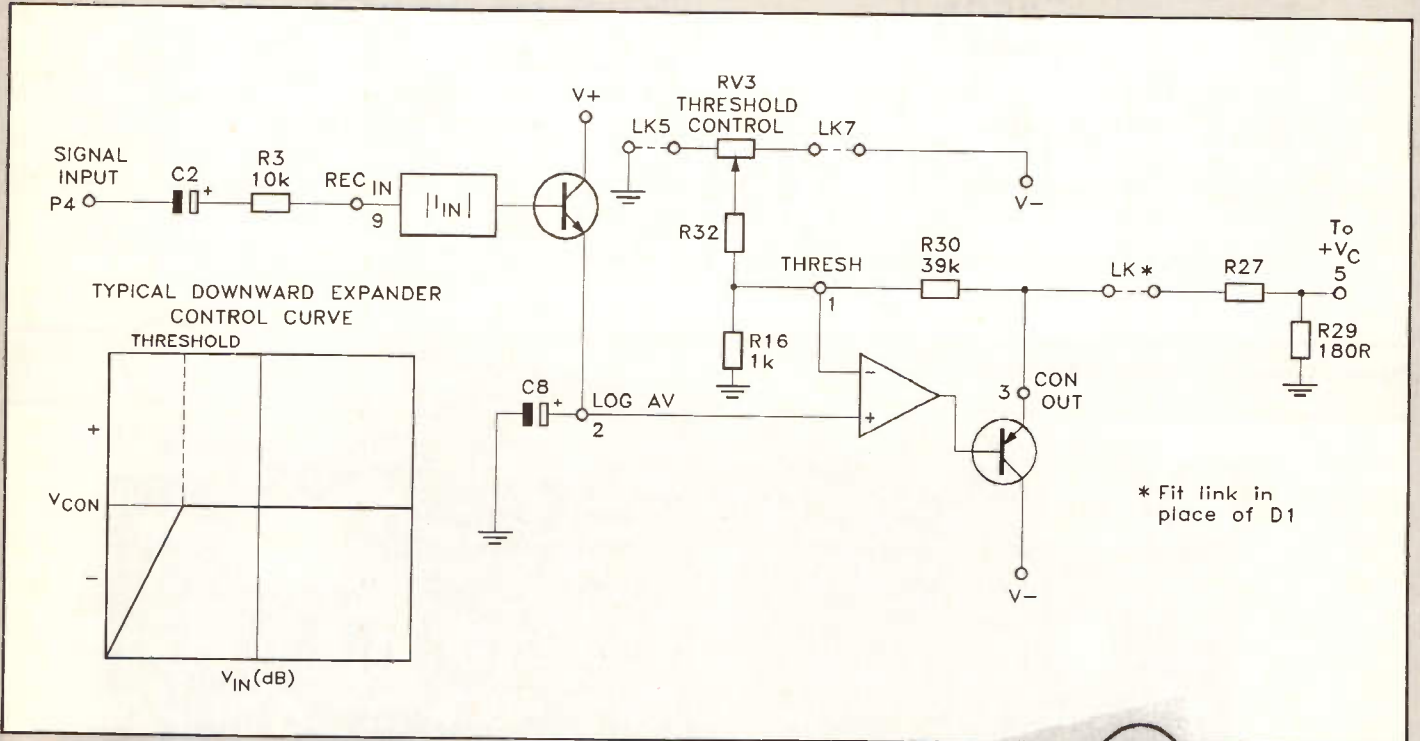 RV3
THRESHOLD
CONTROL
LK5
LK7
V+
V-
SIGNAL
INPUT
P4
C2
+
R3
10k
REC IN
9
|I IN|
R32
THRESH
1
R30
39k
LK*
R27
To
+VC
5
R29
180R
R16
1k
C8
+
LOG AV
2
-
+
3
CON
OUT
V-
* Fit link in
place of D1
TYPICAL DOWNWARD EXPANDER
CONTROL CURVE
THRESHOLD
+
VCON
-
VIN(dB)